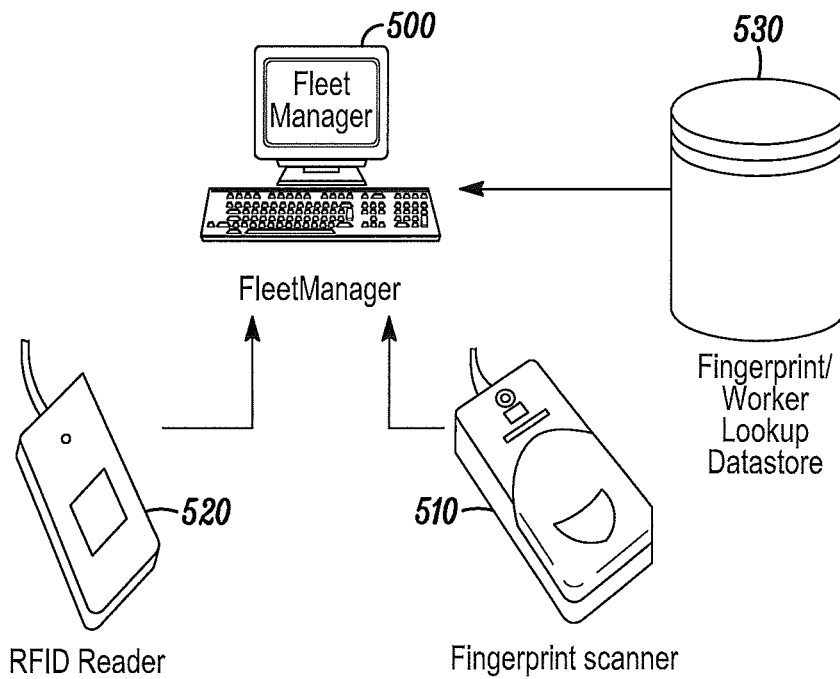 500
530
Fleet
Manager
FleetManager
Fingerprint/
Worker
Lookup
Datastore
520
510
RFID Reader
Fingerprint scanner